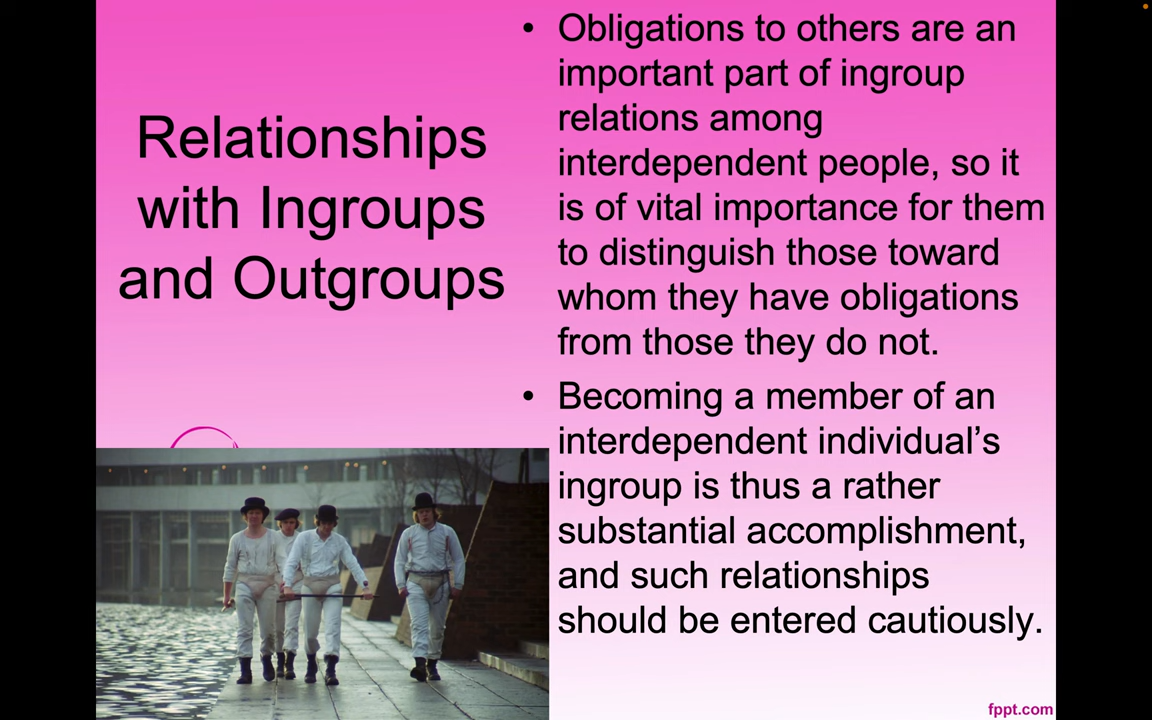 Relationships
with Ingroups
and Outgroups
• Obligations to others are an
important part of ingroup
relations among
interdependent people, so it
is of vital importance for them
to distinguish those toward
whom they have obligations
from those they do not.
• Becoming a member of an
interdependent individual’s
ingroup is thus a rather
substantial accomplishment,
and such relationships
should be entered cautiously.
fppt.com